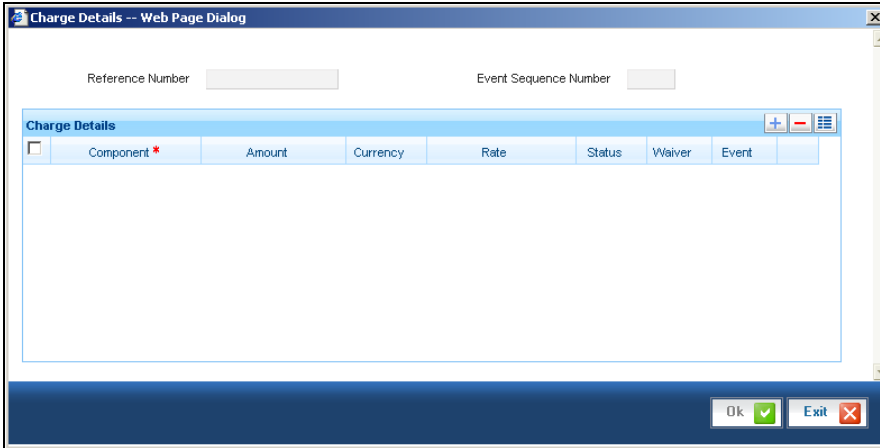 Charge Details -- Web Page Dialog
Reference Number Event Sequence Number
Charge Details
Component * Amount Currency Rate Status Waiver Event
Ok Exit